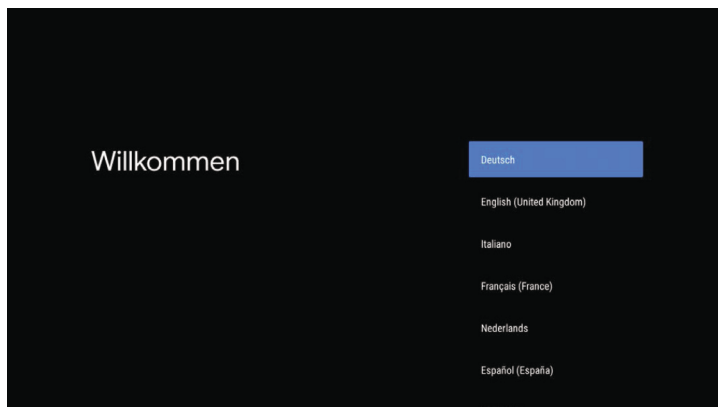 Willkommen
Deutsch
English (United Kingdom)
Italiano
Français (France)
Nederlands
Español (España)